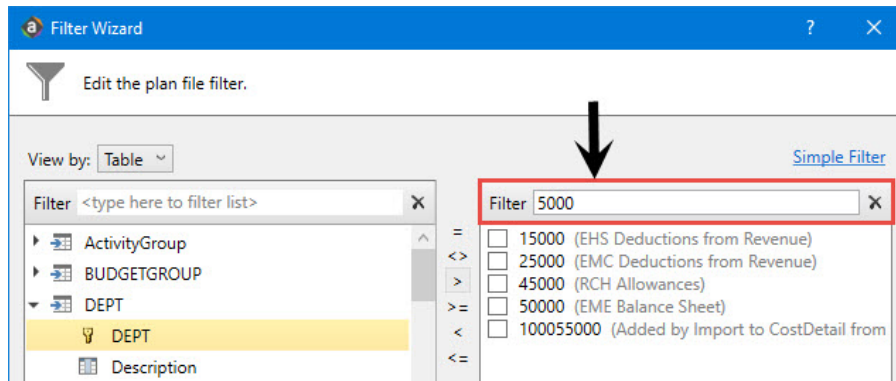 Filter Wizard ? ×
Edit the plan file filter.
View by: Table
Simple Filter
Filter <type here to filter list>
ActivityGroup
BUDGETGROUP
DEPT
DEPT
Description
=
<>
>
>=
<
<=
Filter 5000
15000 (EHS Deductions from Revenue)
25000 (EMC Deductions from Revenue)
45000 (RCH Allowances)
50000 (EME Balance Sheet)
100055000 (Added by Import to CostDetail from